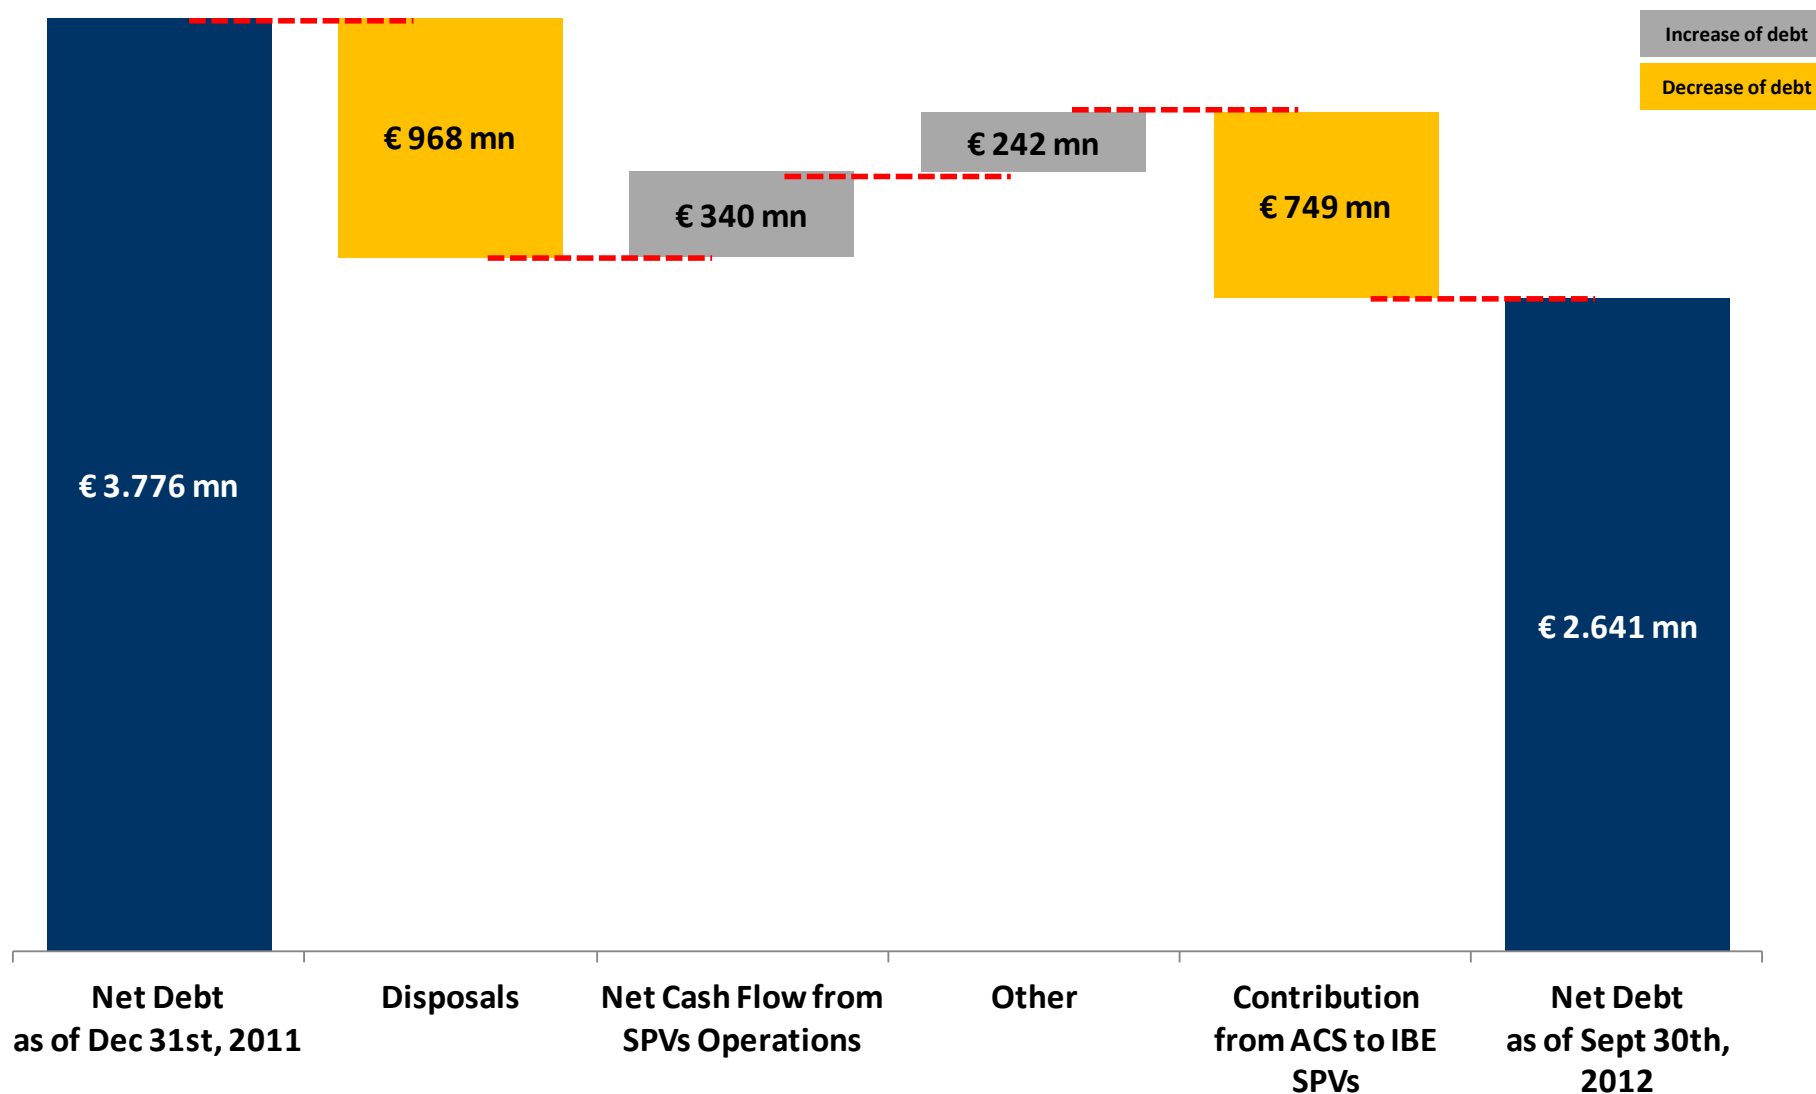 Increase of debt
Decrease of debt
€ 968 mn
€ 242 mn
€ 340 mn
€ 749 mn
€ 3.776 mn
€ 2.641 mn
Net Debt
as of Dec 31st, 2011
Disposals
Net Cash Flow from
SPVs Operations
Other
Contribution
from ACS to IBE
SPVs
Net Debt
as of Sept 30th,
2012